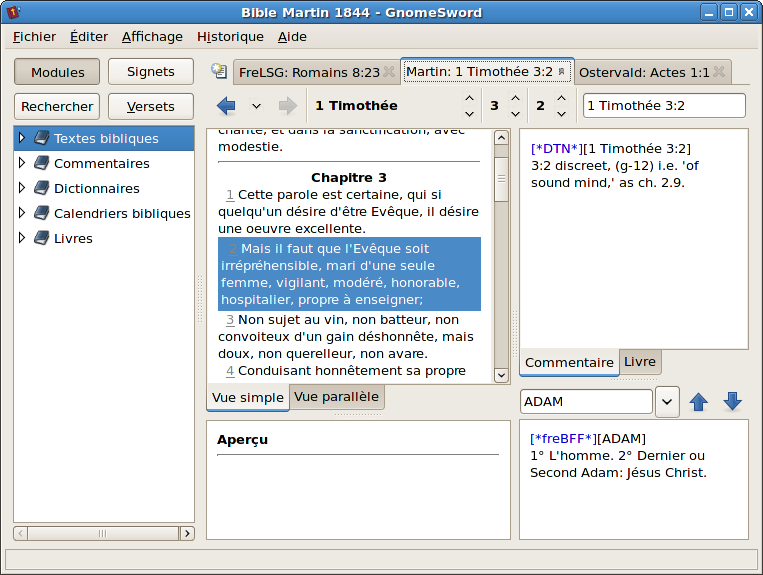 Bible Martin 1844 - GnomeSword
Fichier Éditer Affichage Historique Aide
Modules Signets
Rechercher Versets
Textes bibliques
Commentaires
Dictionnaires
Calendriers bibliques
Livres
FreLSG: Romains 8:23 Martin: 1 Timothée 3:2 Ostervald: Actes 1:1
1 Timothée 3 2 1 Timothée 3:2
charité, et dans la sanctification, avec
modestie.
Chapitre 3
1 Cette parole est certaine, qui si
quelqu'un désire d'être Evêque, il désire
une oeuvre excellente.
2 Mais il faut que l'Evêque soit
irrépréhensible, mari d'une seule
femme, vigilant, modéré, honorable,
hospitalier, propre à enseigner;
3 Non sujet au vin, non batteur, non
convoiteux d'un gain déshonnête, mais
doux, non querelleur, non avare.
4 Conduisant honnêtement sa propre
Vue simple Vue parallèle
Aperçu
[*DTN*][1 Timothée 3:2]
3:2 discreet, (g-12) i.e. 'of
sound mind,' as ch. 2.9.
Commentaire Livre
ADAM
[*freBFF*][ADAM]
1° L'homme. 2° Dernier ou
Second Adam: Jésus Christ.